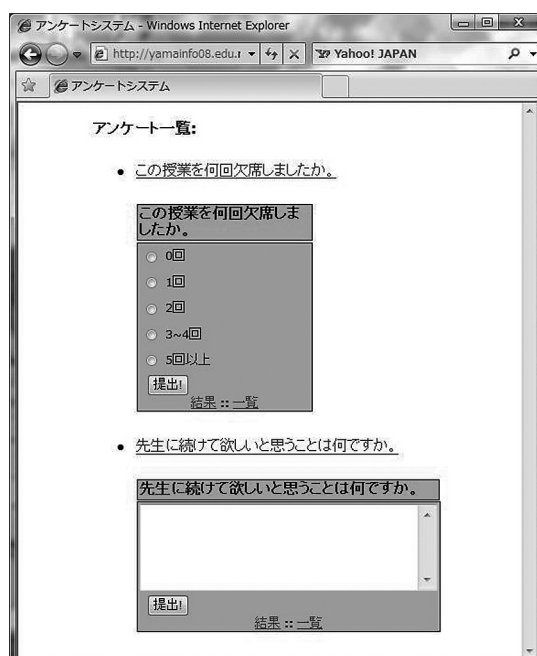 アンケートシステム - Windows Internet Explorer
http://yamainfo08.edu.
Yahoo! JAPAN
アンケートシステム
アンケート一覧:
この授業を何回欠席しましたか。
この授業を何回欠席しま
したか。
0回
1回
2回
3~4回
5回以上
提出!
結果 :: 一覧
先生に続けて欲しいと思うことは何ですか。
先生に続けて欲しいと思うことは何ですか。
提出!
結果 :: 一覧